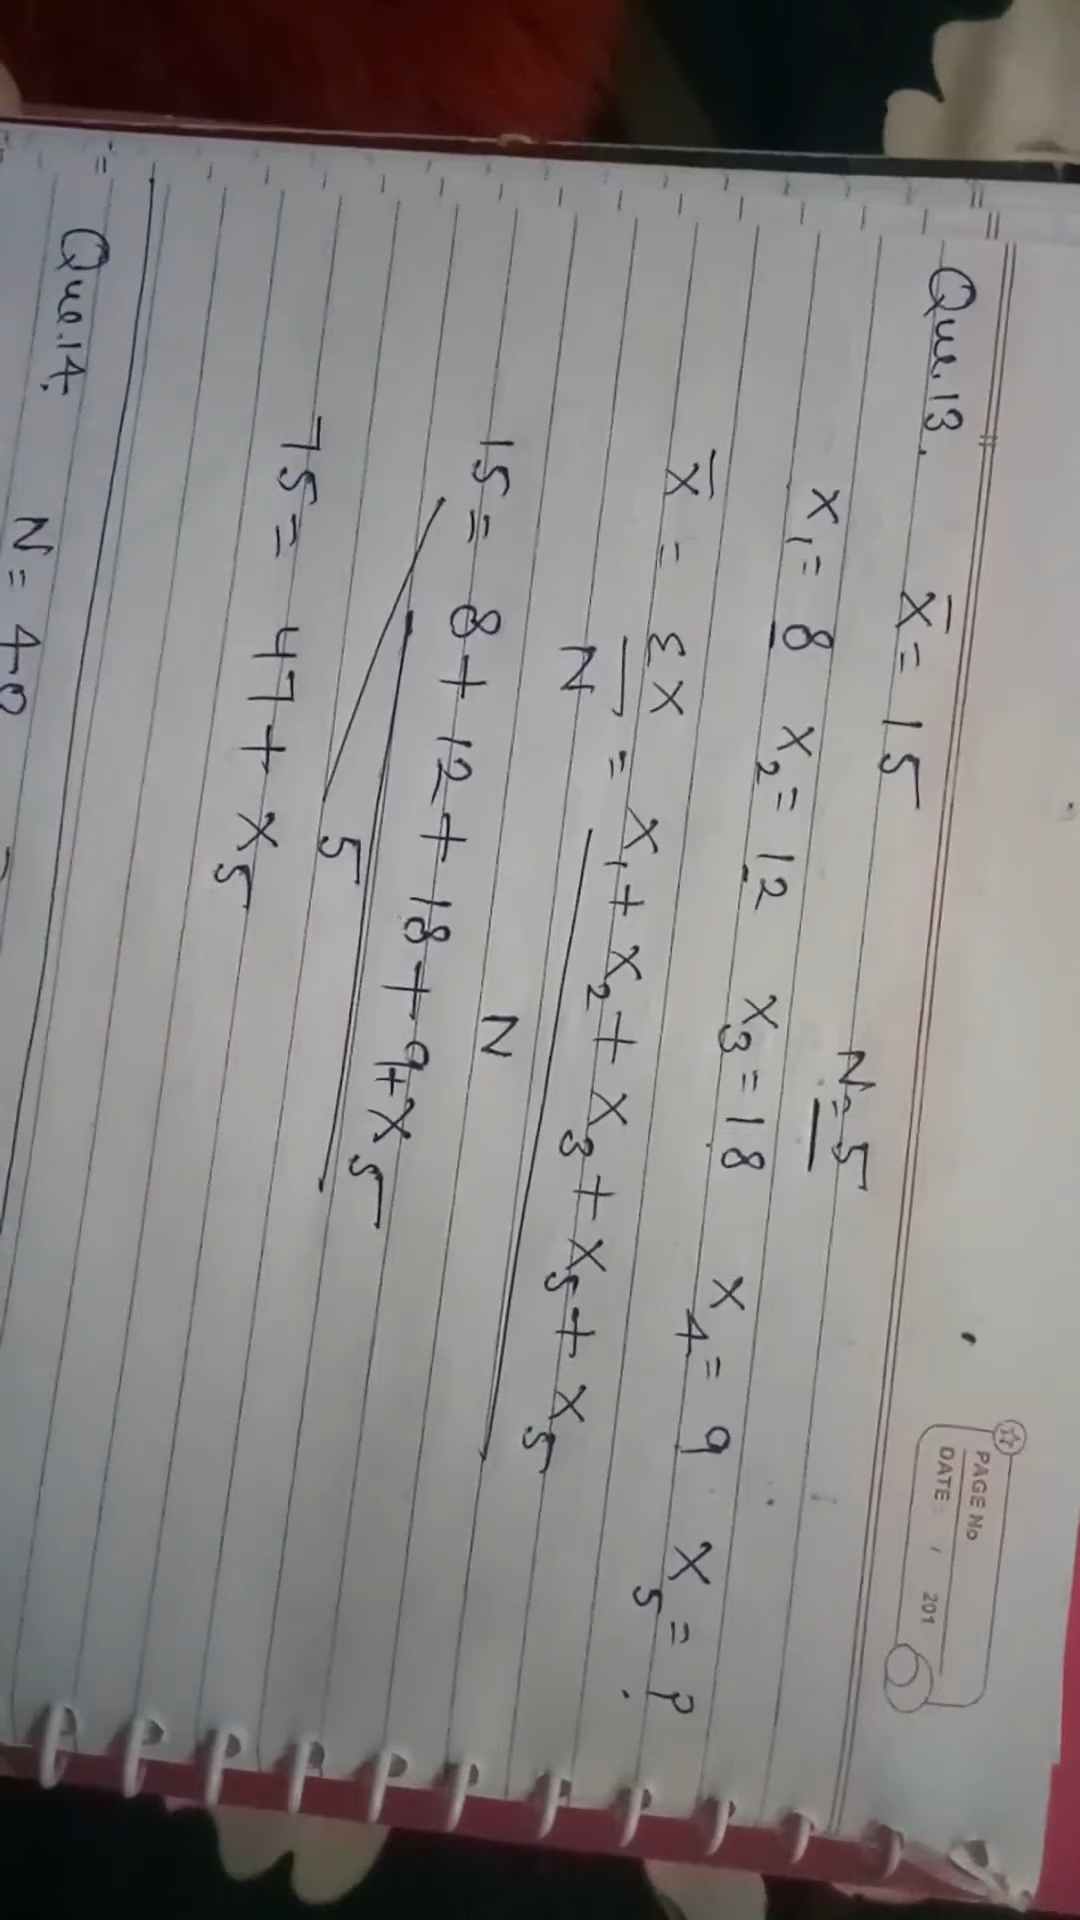 PAGE No
DATE / 201
Que.13. x̄ = 15 N=5
x₁=8 x₂=12 x₃=18 x₄=9 x₅=?
x̄ = ΣX/N = x₁+x₂+x₃+x₅+x₅
N
15 = 8+12+18+9+x₅
5
75 = 47+x₅
Que.14. N=40